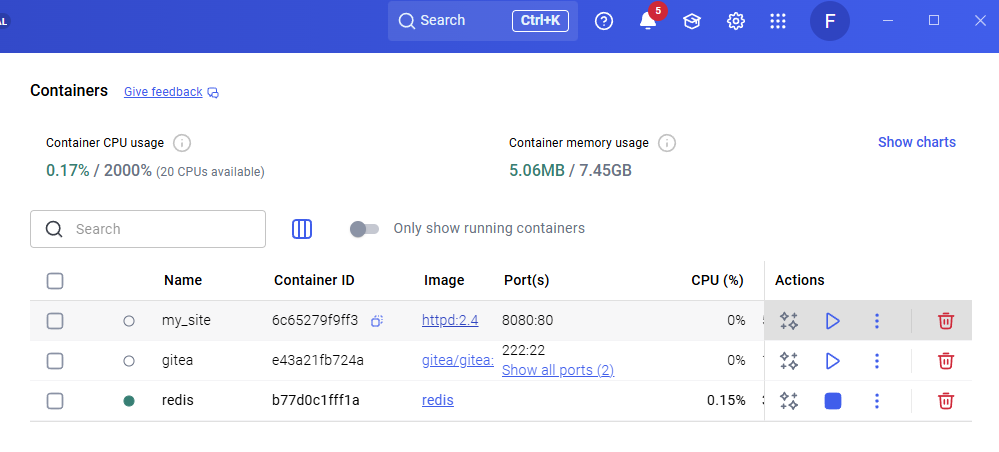 AL
Search Ctrl+K 5 F
Containers Give feedback
Container CPU usage Container memory usage Show charts
0.17% / 2000% (20 CPUs available) 5.06MB / 7.45GB
Search Only show running containers
Name Container ID Image Port(s) CPU (%) Actions
my_site 6c65279f9ff3 httpd:2.4 8080:80 0%
gitea e43a21fb724a gitea/gitea: 222:22 0%
Show all ports (2)
redis b77d0c1fff1a redis 0.15%